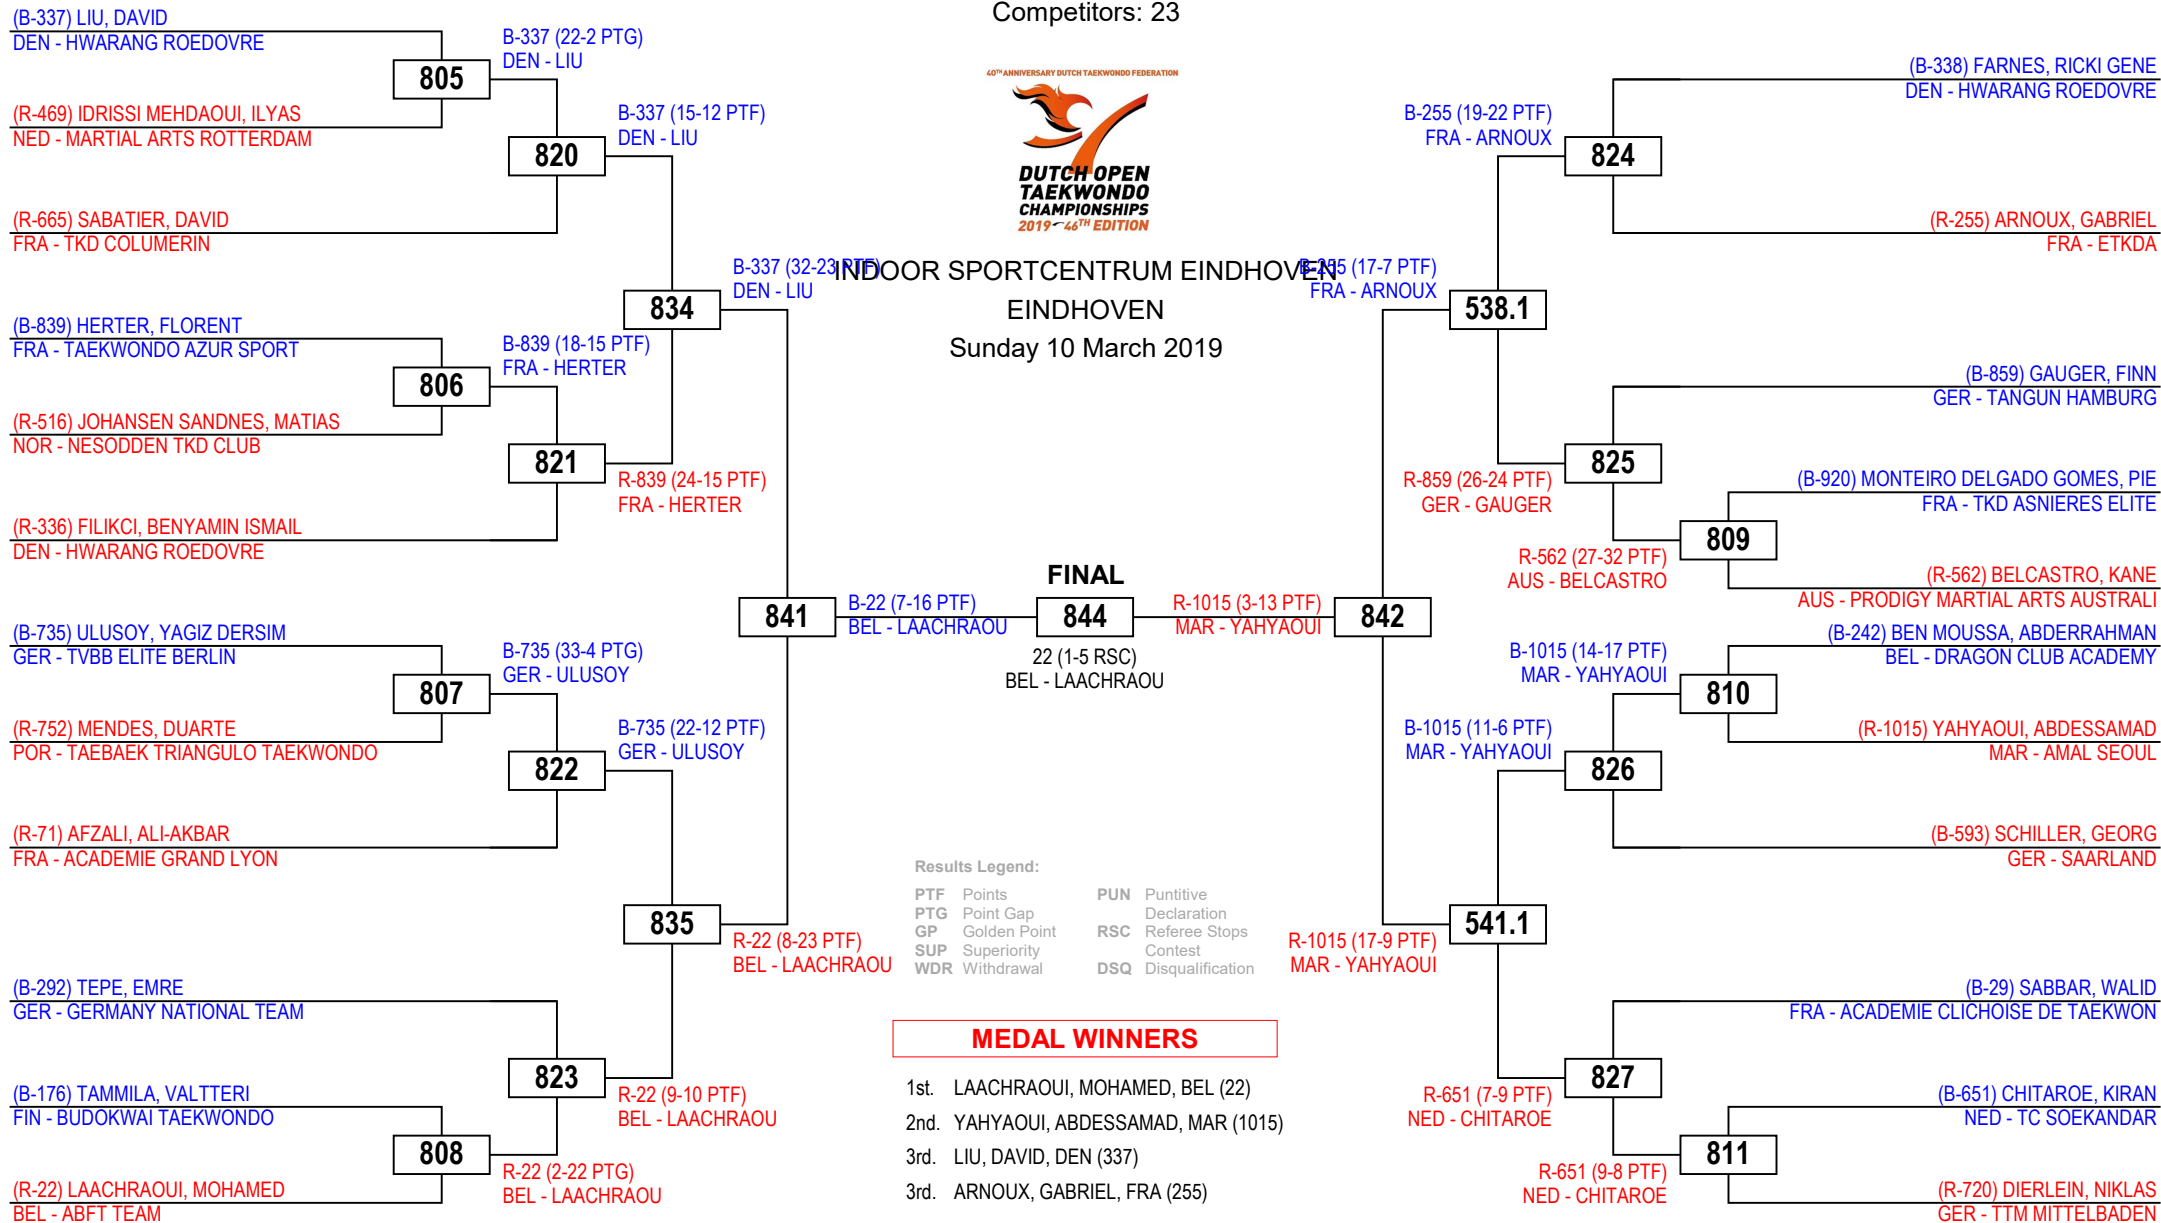 Competitors: 23
40TH ANNIVERSARY DUTCH TAEKWONDO FEDERATION
DUTCH OPEN
TAEKWONDO
CHAMPIONSHIPS
2019 46TH EDITION
INDOOR SPORTCENTRUM EINDHOVEN
EINDHOVEN
Sunday 10 March 2019
(B-337) LIU, DAVID
DEN - HWARANG ROEDOVRE
805
(R-469) IDRISSI MEHDAOUI, ILYAS
NED - MARTIAL ARTS ROTTERDAM
B-337 (22-2 PTG)
DEN - LIU
820
(R-665) SABATIER, DAVID
FRA - TKD COLUMERIN
B-337 (15-12 PTF)
DEN - LIU
834
(B-839) HERTER, FLORENT
FRA - TAEKWONDO AZUR SPORT
806
(R-516) JOHANSEN SANDNES, MATIAS
NOR - NESODDEN TKD CLUB
B-839 (18-15 PTF)
FRA - HERTER
821
(R-336) FILIKCI, BENYAMIN ISMAIL
DEN - HWARANG ROEDOVRE
R-839 (24-15 PTF)
FRA - HERTER
B-337 (32-23 PTF)
DEN - LIU
841
(B-735) ULUSOY, YAGIZ DERSIM
GER - TVBB ELITE BERLIN
807
(R-752) MENDES, DUARTE
POR - TAEBAEK TRIANGULO TAEKWONDO
B-735 (33-4 PTG)
GER - ULUSOY
822
(R-71) AFZALI, ALI-AKBAR
FRA - ACADEMIE GRAND LYON
B-735 (22-12 PTF)
GER - ULUSOY
835
(B-292) TEPE, EMRE
GER - GERMANY NATIONAL TEAM
823
(B-176) TAMMILA, VALTTERI
FIN - BUDOKWAI TAEKWONDO
808
(R-22) LAACHRAOUI, MOHAMED
BEL - ABFT TEAM
R-22 (2-22 PTG)
BEL - LAACHRAOU
R-22 (9-10 PTF)
BEL - LAACHRAOU
R-22 (8-23 PTF)
BEL - LAACHRAOU
B-22 (7-16 PTF)
BEL - LAACHRAOU
FINAL
844
22 (1-5 RSC)
BEL - LAACHRAOU
R-1015 (3-13 PTF)
MAR - YAHYAOUI
842
(B-338) FARNES, RICKI GENE
DEN - HWARANG ROEDOVRE
824
(R-255) ARNOUX, GABRIEL
FRA - ETKDA
B-255 (19-22 PTF)
FRA - ARNOUX
538.1
B-255 (17-7 PTF)
FRA - ARNOUX
(B-859) GAUGER, FINN
GER - TANGUN HAMBURG
825
R-859 (26-24 PTF)
GER - GAUGER
(B-920) MONTEIRO DELGADO GOMES, PIE
FRA - TKD ASNIERES ELITE
809
(R-562) BELCASTRO, KANE
AUS - PRODIGY MARTIAL ARTS AUSTRALI
R-562 (27-32 PTF)
AUS - BELCASTRO
(B-242) BEN MOUSSA, ABDERRAHMAN
BEL - DRAGON CLUB ACADEMY
810
(R-1015) YAHYAOUI, ABDESSAMAD
MAR - AMAL SEOUL
B-1015 (14-17 PTF)
MAR - YAHYAOUI
826
(B-593) SCHILLER, GEORG
GER - SAARLAND
B-1015 (11-6 PTF)
MAR - YAHYAOUI
541.1
R-1015 (17-9 PTF)
MAR - YAHYAOUI
(B-29) SABBAR, WALID
FRA - ACADEMIE CLICHOISE DE TAEKWON
827
R-651 (7-9 PTF)
NED - CHITAROE
(B-651) CHITAROE, KIRAN
NED - TC SOEKANDAR
811
(R-720) DIERLEIN, NIKLAS
GER - TTM MITTELBADEN
R-651 (9-8 PTF)
NED - CHITAROE
Results Legend:
PTF Points
PTG Point Gap
GP Golden Point
SUP Superiority
WDR Withdrawal
PUN Puntitive
Declaration
RSC Referee Stops
Contest
DSQ Disqualification
MEDAL WINNERS
1st. LAACHRAOUI, MOHAMED, BEL (22)
2nd. YAHYAOUI, ABDESSAMAD, MAR (1015)
3rd. LIU, DAVID, DEN (337)
3rd. ARNOUX, GABRIEL, FRA (255)